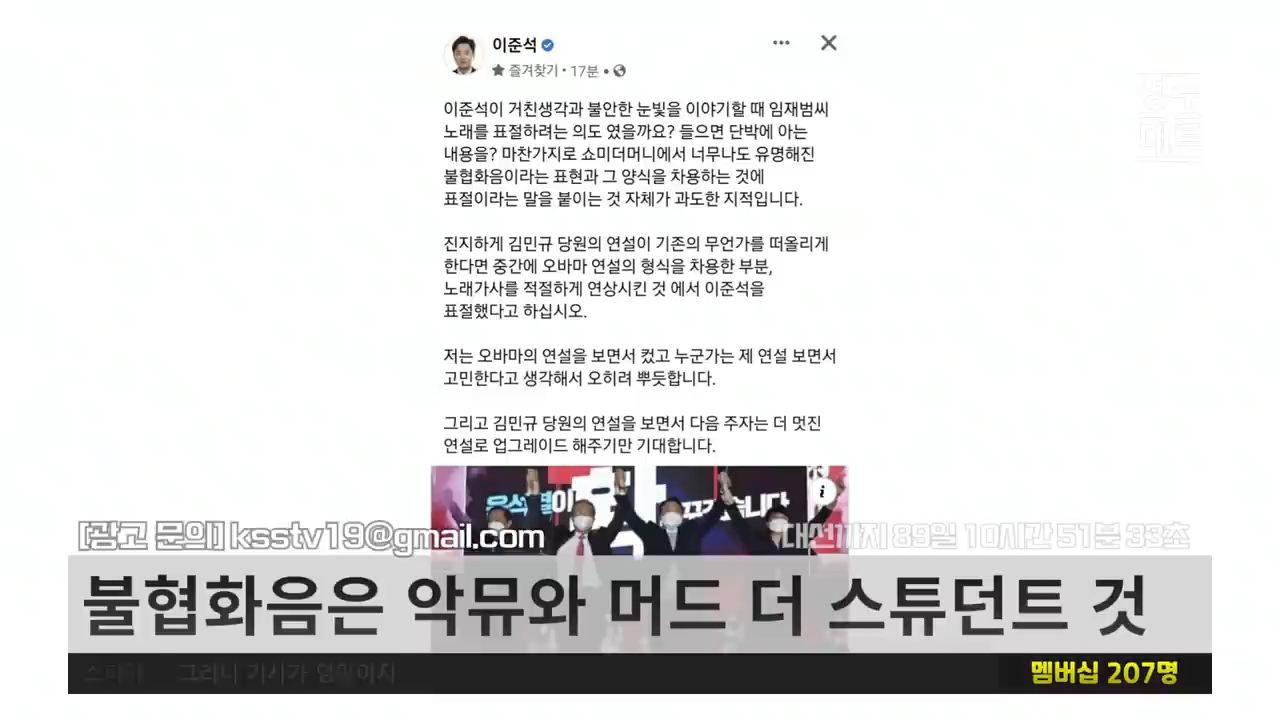 이준석
즐겨찾기 · 17분
이준석이 거친생각과 불안한 눈빛을 이야기할 때 임재범씨
노래를 표절하려는 의도 였을까요? 들으면 단박에 아는
내용을? 마찬가지로 쇼미더머니에서 너무나도 유명해진
불협화음이라는 표현과 그 양식을 차용하는 것에
표절이라는 말을 붙이는 것 자체가 과도한 지적입니다.
진지하게 김민규 당원의 연설이 기존의 무언가를 떠올리게
한다면 중간에 오바마 연설의 형식을 차용한 부분,
노래가사를 적절하게 연상시킨 것 에서 이준석을
표절했다고 하십시오.
저는 오바마의 연설을 보면서 컸고 누군가는 제 연설 보면서
고민한다고 생각해서 오히려 뿌듯합니다.
그리고 김민규 당원의 연설을 보면서 다음 주자는 더 멋진
연설로 업그레이드 해주기만 기대합니다.
[광고 문의] ksstv19@gmail.com
대선까지 89일 10시간 51분 33초
불협화음은 악뮤와 머드 더 스튜던트 것
멤버십 207명